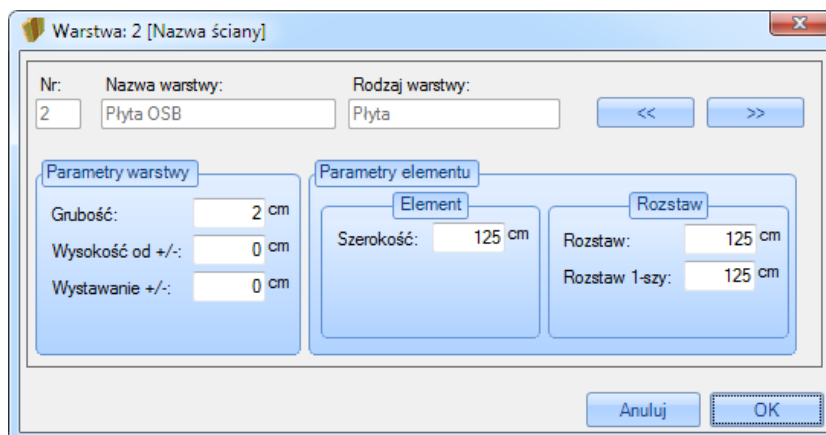 Warstwa: 2 [Nazwa ściany]
x
Nr: Nazwa warstwy: Rodzaj warstwy:
2 Płyta OSB Płyta << >>
Parametry warstwy Parametry elementu
Element Rozstaw
Grubość: 2 cm Szerokość: 125 cm Rozstaw: 125 cm
Wysokość od +/-: 0 cm Rozstaw 1-szy: 125 cm
Wystawanie +/-: 0 cm
Anuluj OK